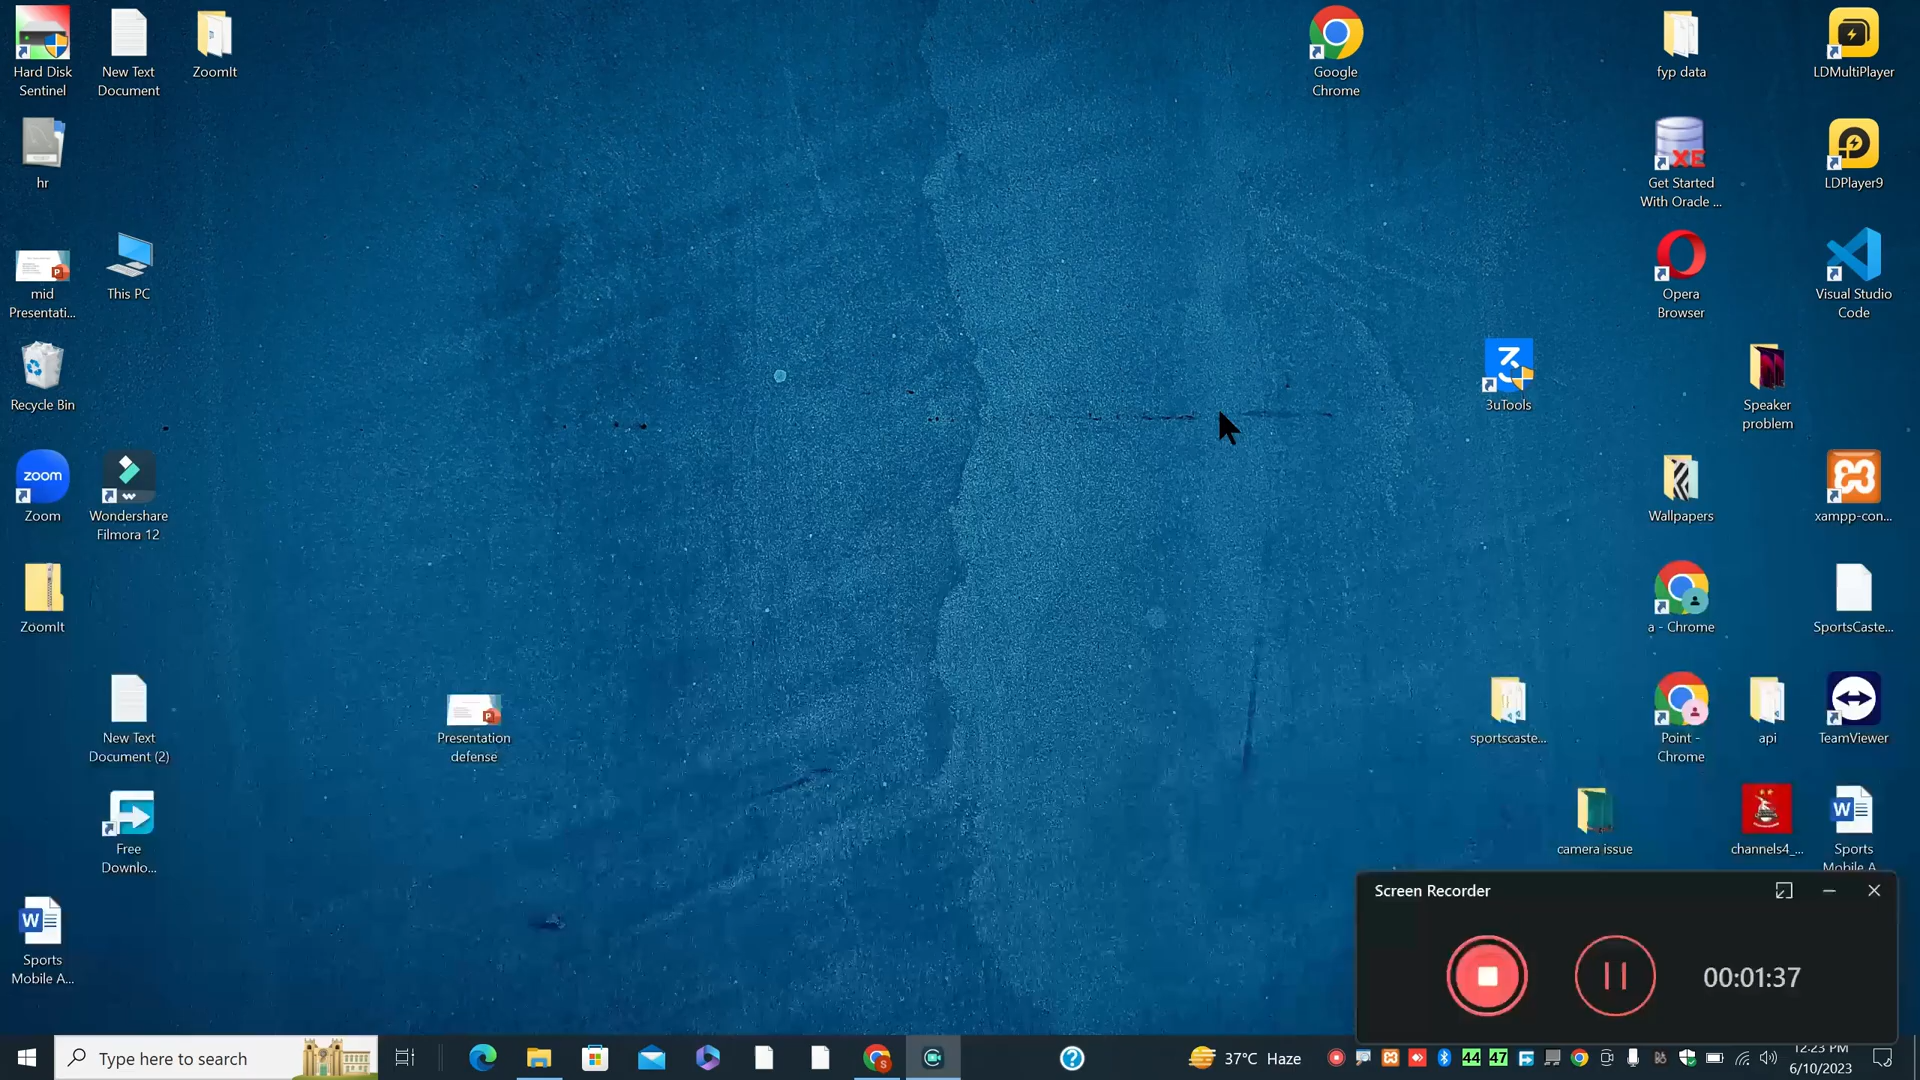 Hard Disk
Sentinel
New Text
Document
ZoomIt
Google
Chrome
fyp data
LDMultiPlayer
hr
XE
Get Started
With Oracle ...
LDPlayer9
mid
Presentati...
This PC
Opera
Browser
Visual Studio
Code
Recycle Bin
3uTools
Speaker
problem
zoom
Zoom
Wondershare
Filmora 12
Wallpapers
xampp-con...
ZoomIt
a - Chrome
SportsCaste...
New Text
Document (2)
Presentation
defense
sportscaste...
Point -
Chrome
api
TeamViewer
Free
Downlo...
camera issue
channels4_...
Sports
Mobile A...
Sports
Mobile A...
Screen Recorder
00:01:37
Type here to search
37°C Haze
44
47
12:23 PM
6/10/2023